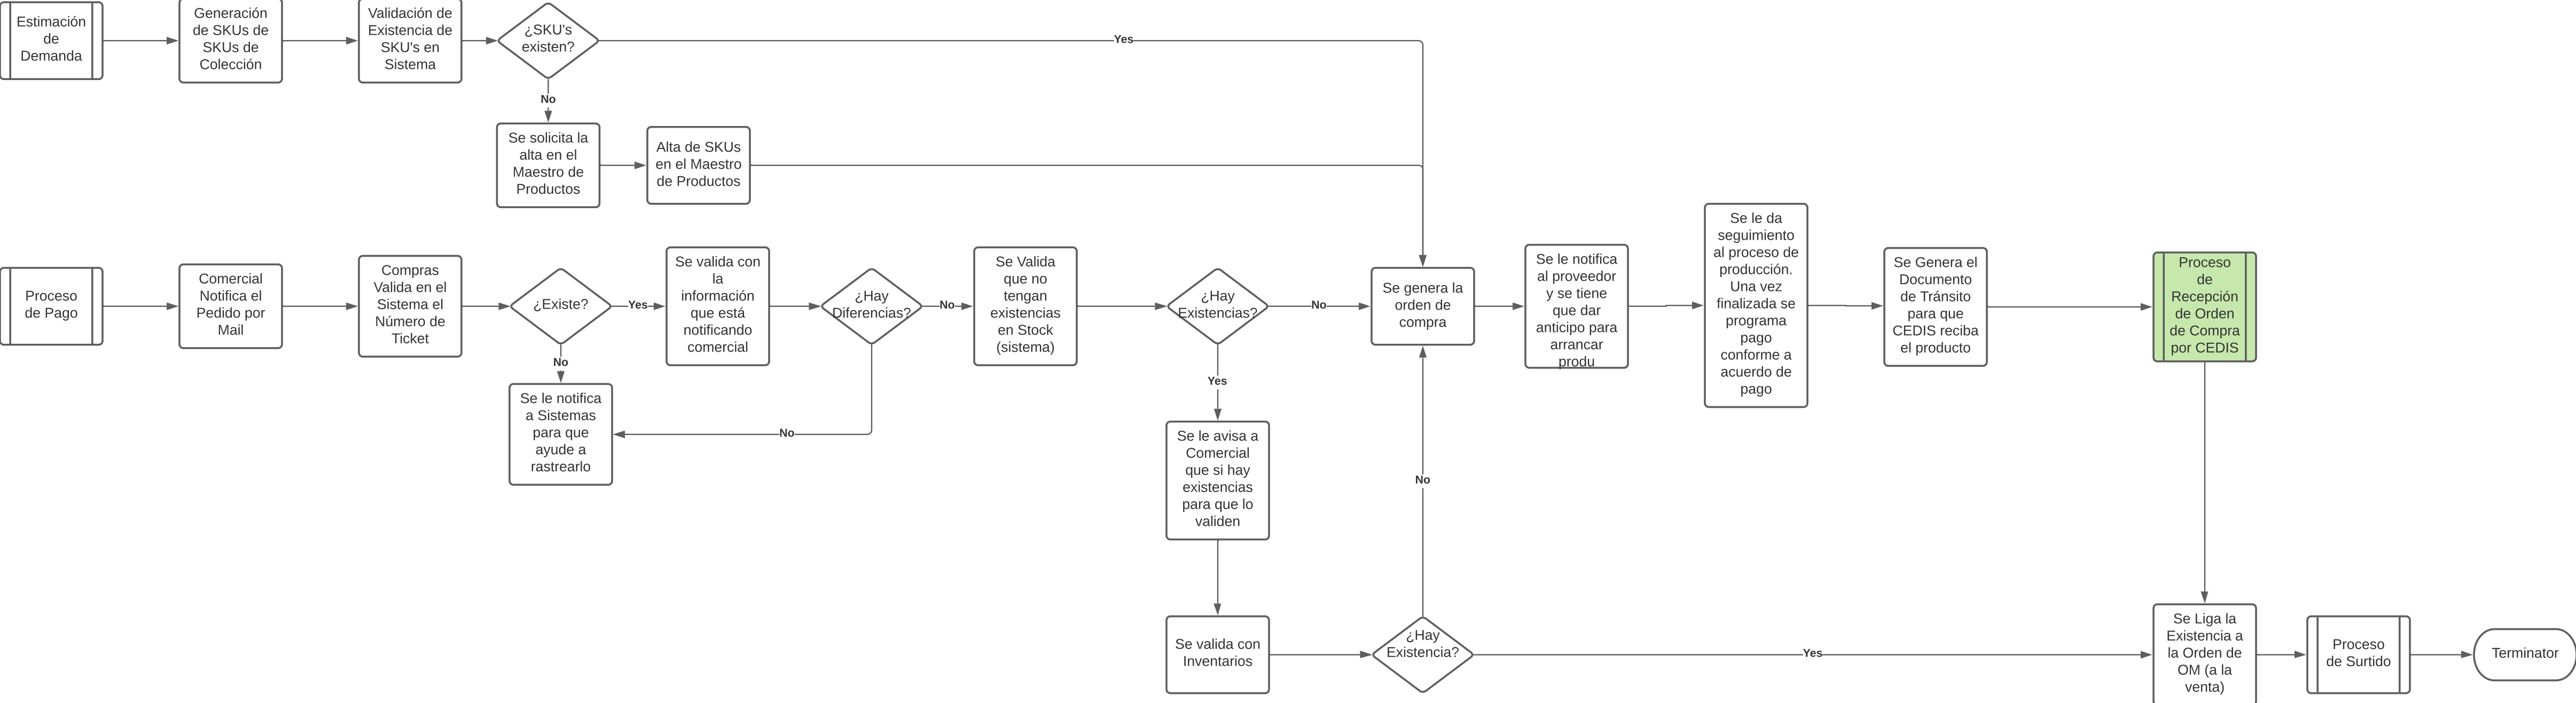 Estimación
de
Demanda
Generación
de SKUs de
SKUs de
Colección
Validación de
Existencia de
SKU's en
Sistema
¿SKU's
existen?
Yes
No
Se solicita la
alta en el
Maestro de
Productos
Alta de SKUs
en el Maestro
de Productos
Proceso
de Pago
Comercial
Notifica el
Pedido por
Mail
Compras
Valida en el
Sistema el
Número de
Ticket
¿Existe?
Yes
No
Se le notifica
a Sistemas
para que
ayude a
rastrearlo
Se valida con
la
información
que está
notificando
comercial
¿Hay
Diferencias?
No
No
Se Valida
que no
tengan
existencias
en Stock
(sistema)
¿Hay
Existencias?
No
Yes
Se le avisa a
Comercial
que si hay
existencias
para que lo
validen
Se valida con
Inventarios
¿Hay
Existencia?
No
Yes
Se genera la
orden de
compra
Se le notifica
al proveedor
y se tiene
que dar
anticipo para
arrancar
produ
Se le da
seguimiento
al proceso de
producción.
Una vez
finalizada se
programa
pago
conforme a
acuerdo de
pago
Se Genera el
Documento
de Tránsito
para que
CEDIS reciba
el producto
Proceso
de
Recepción
de Orden
de Compra
por CEDIS
Se Liga la
Existencia a
la Orden de
OM (a la
venta)
Proceso
de Surtido
Terminator